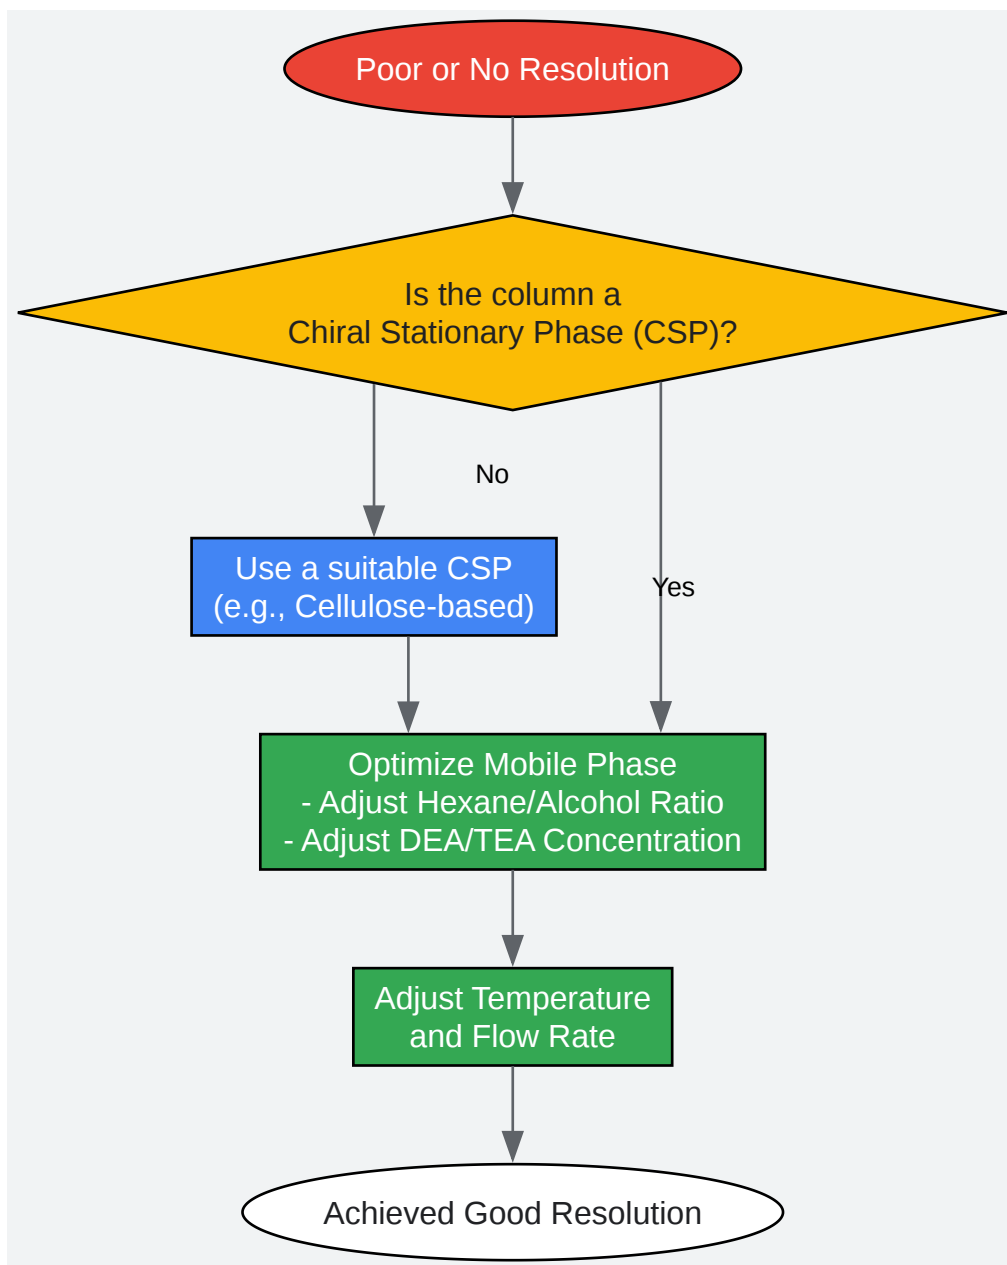 Poor or No Resolution
Is the column a
Chiral Stationary Phase (CSP)?
No
Use a suitable CSP
(e.g., Cellulose-based)
Yes
Optimize Mobile Phase
- Adjust Hexane/Alcohol Ratio
- Adjust DEA/TEA Concentration
Adjust Temperature
and Flow Rate
Achieved Good Resolution